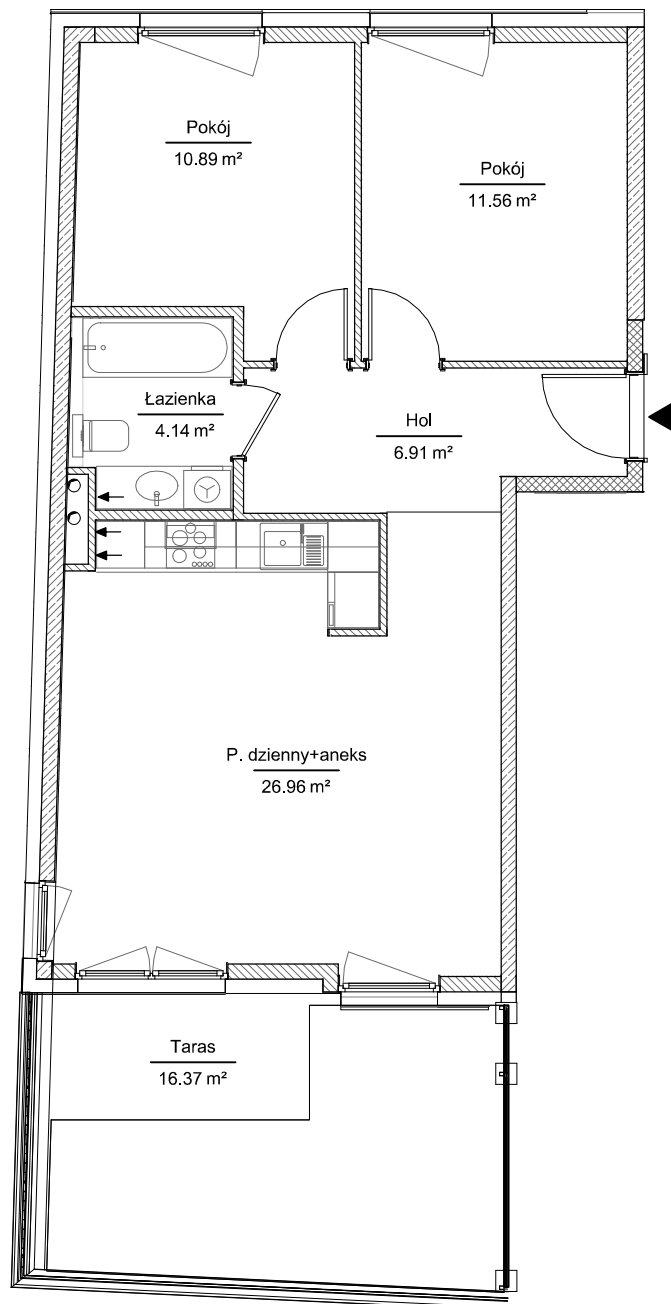 Pokój
10.89 m²
Pokój
11.56 m²
Łazienka
4.14 m²
Hol
6.91 m²
P. dzienny+aneks
26.96 m²
Taras
16.37 m²